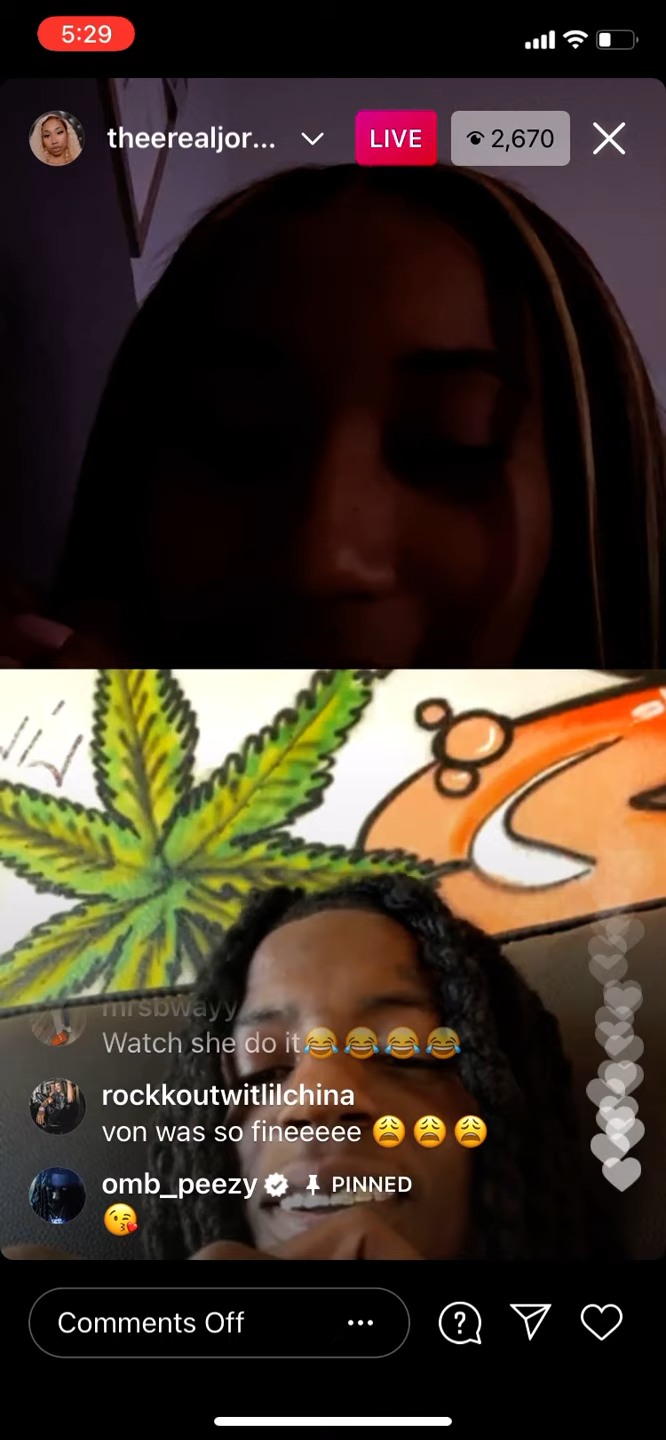 5:29
theerealjor...
LIVE
2,670
mrsbwayy
Watch she do it😂😂😂😂
rockkoutwitlilchina
von was so fineeeee 😩😩😩
omb_peezy PINNED
😘
Comments Off